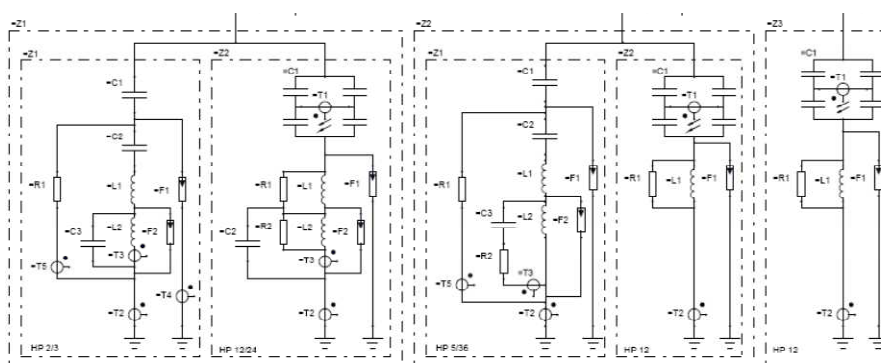 =Z1
=Z1
=Z2
-C1
-C2
-R1
-L1
-F1
-C3
-L2
-F2
-T3
-T5
-T4
-T2
HP 2/3
=C1
-T1
-R1
-L1
-F1
-C2
-R2
-L2
-F2
-T3
-T2
HP 12/24
=Z2
=Z1
=Z2
-C1
-C2
-R1
-L1
-F1
-C3
-L2
-F2
-R2
=T3
-T5
-T2
HP 5/36
=C1
-T1
-R1
-L1
-F1
-T2
HP 12
=Z3
=C1
-T1
-R1
-L1
-F1
-T2
HP 12